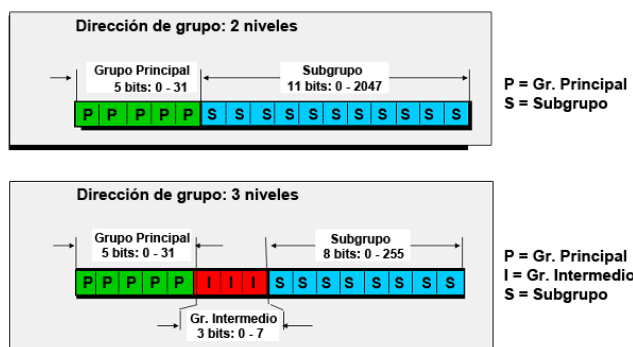 Dirección de grupo: 2 niveles
Grupo Principal
5 bits: 0 - 31
Subgrupo
11 bits: 0 - 2047
P P P P P S S S S S S S S S S S
P = Gr. Principal
S = Subgrupo
Dirección de grupo: 3 niveles
Grupo Principal
5 bits: 0 - 31
Subgrupo
8 bits: 0 - 255
P P P P P I I I S S S S S S S S
Gr. Intermedio
3 bits: 0 - 7
P = Gr. Principal
I = Gr. Intermedio
S = Subgrupo